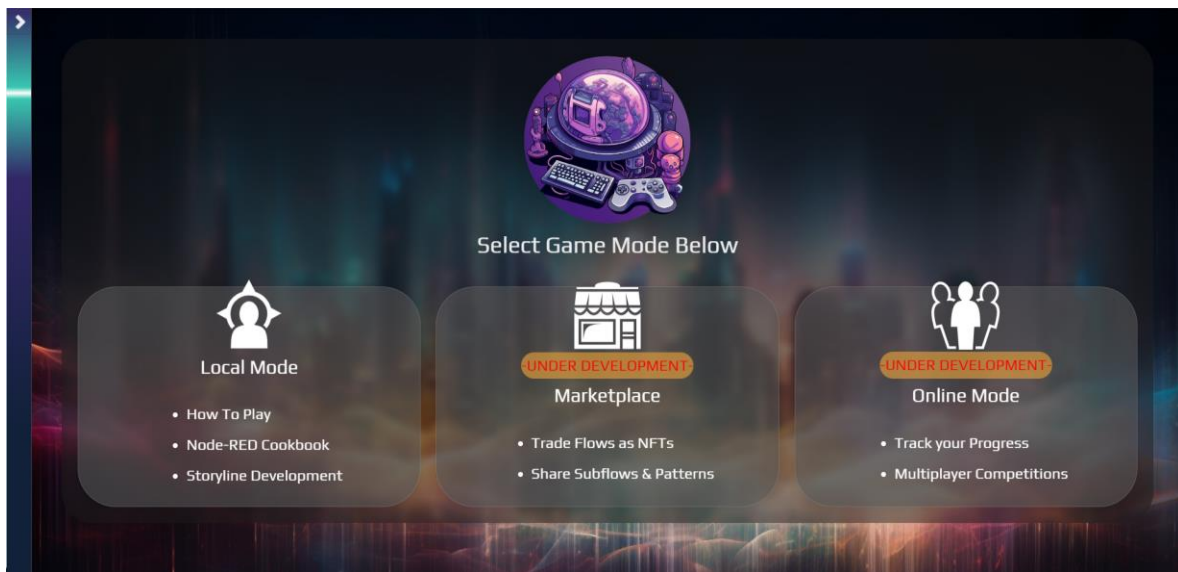 Select Game Mode Below
Local Mode
• How To Play
• Node-RED Cookbook
• Storyline Development
-UNDER DEVELOPMENT-
Marketplace
• Trade Flows as NFTs
• Share Subflows & Patterns
-UNDER DEVELOPMENT-
Online Mode
• Track your Progress
• Multiplayer Competitions